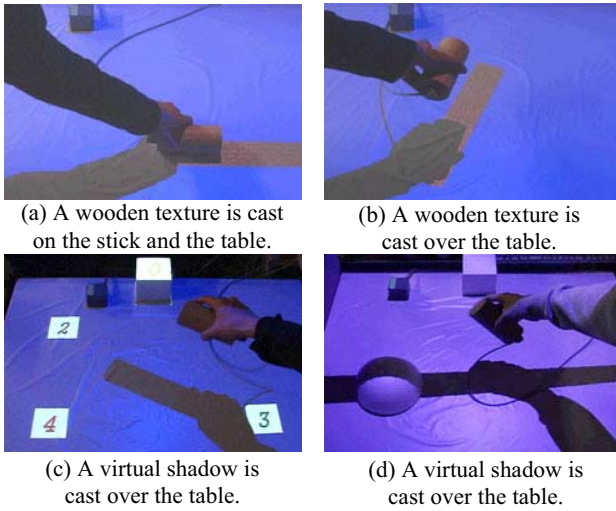 (a) A wooden texture is cast
on the stick and the table.
(b) A wooden texture is
cast over the table.
0
2
4
3
(c) A virtual shadow is
cast over the table.
(d) A virtual shadow is
cast over the table.